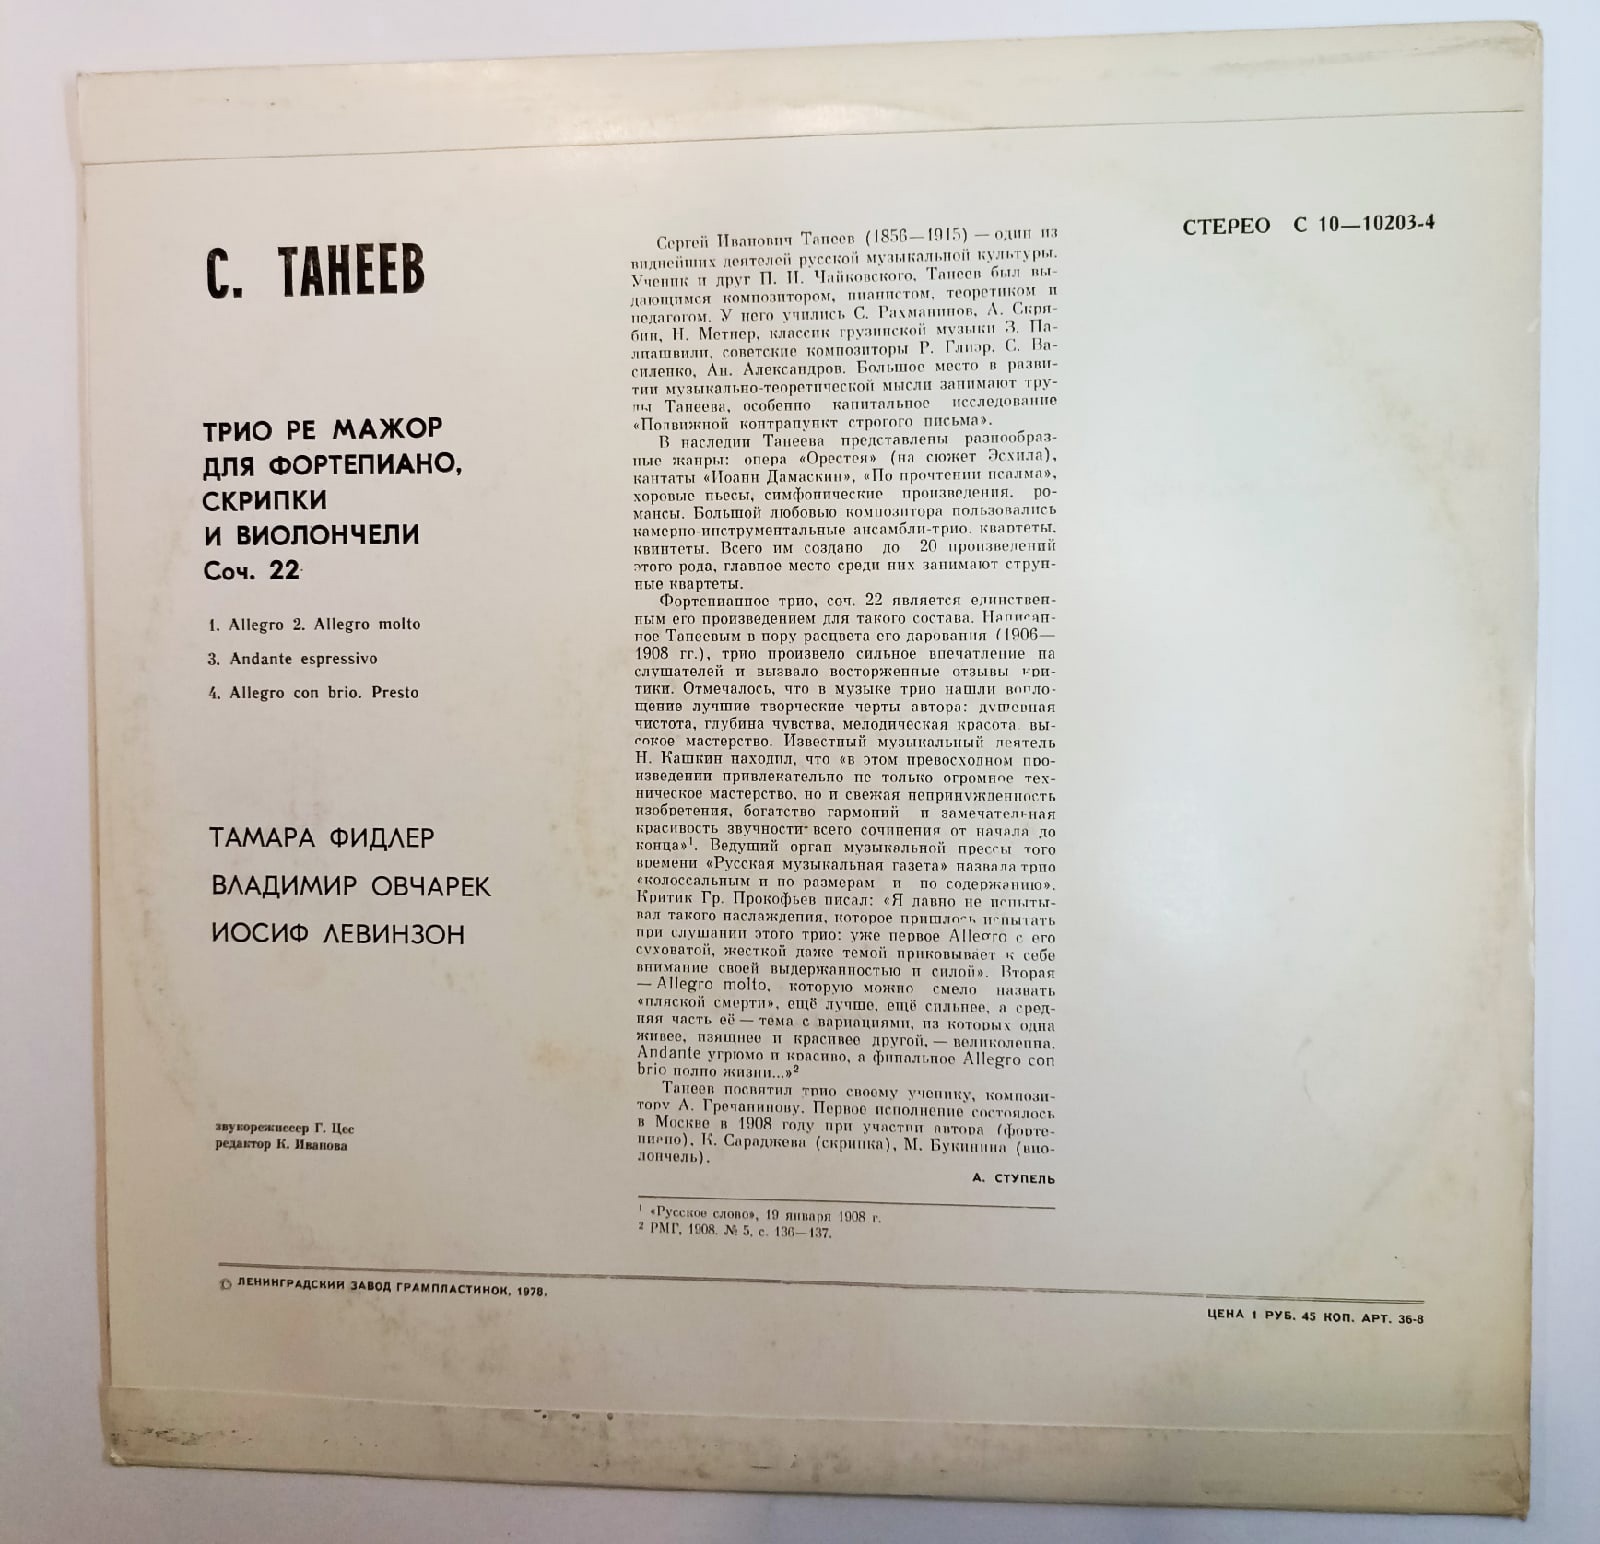 С. ТАНЕЕВ
ТРИО РЕ МАЖОР
ДЛЯ ФОРТЕПИАНО,
СКРИПКИ
И ВИОЛОНЧЕЛИ
Соч. 22
1. Allegro 2. Allegro molto
3. Andante espressivo
4. Allegro con brio. Presto
ТАМАРА ФИДЛЕР
ВЛАДИМИР ОВЧАРЕК
ИОСИФ ЛЕВИНЗОН
звукорежиссер Г. Цес
редактор К. Иванова
Сергей Иванович Танеев (1856—1915) — один из
виднейших деятелей русской музыкальной культуры.
Ученик и друг П. И. Чайковского, Танеев был вы-
дающимся композитором, пианистом, теоретиком и
педагогом. У него учились С. Рахманинов, А. Скря-
бин, Н. Метнер, классик грузинской музыки З. Па-
лиашвили, советские композиторы Р. Глиэр, С. Ва-
силенко, Ан. Александров. Большое место в разви-
тии музыкально-теоретической мысли занимают тру-
ды Танеева, особенно капитальное исследование
«Подвижной контрапункт строгого письма».
В наследии Танеева представлены разнообраз-
ные жанры: опера «Орестея» (на сюжет Эсхила),
кантаты «Иоанн Дамаскин», «По прочтении псалма»,
хоровые пьесы, симфонические произведения, ро-
мансы. Большой любовью композитора пользовались
камерно-инструментальные ансамбли-трио, квартеты,
квинтеты. Всего им создано до 20 произведений
этого рода, главное место среди них занимают струн-
ные квартеты.
Фортепианное трио, соч. 22 является единствен-
ным его произведением для такого состава. Написан-
ное Танеевым в пору расцвета его дарования (1906—
1908 гг.), трио произвело сильное впечатление на
слушателей и вызвало восторженные отзывы кри-
тики. Отмечалось, что в музыке трио нашли вопло-
щение лучшие творческие черты автора: душевная
чистота, глубина чувства, мелодическая красота, вы-
сокое мастерство. Известный музыкальный деятель
Н. Кашкин находил, что «в этом превосходном про-
изведении привлекательно не только огромное тех-
ническое мастерство, но и свежая непринужденность
изобретения, богатство гармоний и замечательная
красивость звучности всего сочинения от начала до
конца»¹. Ведущий орган музыкальной прессы того
времени «Русская музыкальная газета» назвала трио
«колоссальным и по размерам и по содержанию».
Критик Гр. Прокофьев писал: «Я давно не испыты-
вал такого наслаждения, которое пришлось испытать
при слушании этого трио: уже первое Allegro с его
суховатой, жесткой даже темой приковывает к себе
внимание своей выдержанностью и силой». Вторая
— Allegro molto, которую можно смело назвать
«пляской смерти», ещё лучше, ещё сильнее, а сред-
няя часть её — тема с вариациями, из которых одна
живее, изящнее и красивее другой, — великолепна.
Andante угрюмо и красиво, а финальное Allegro con
brio полно жизни...»²
Танеев посвятил трио своему ученику, компози-
тору А. Гречанинову. Первое исполнение состоялось
в Москве в 1908 году при участии автора (форте-
пиано), К. Сараджева (скрипка), М. Букинина (вио-
лончель).
А. СТУПЕЛЬ
¹ «Русское слово», 19 января 1908 г.
² РМГ, 1908. № 5, с. 136—137.
СТЕРЕО С 10—10203-4
© ЛЕНИНГРАДСКИЙ ЗАВОД ГРАМПЛАСТИНОК, 1978.
ЦЕНА 1 РУБ. 45 КОП. АРТ. 36-8